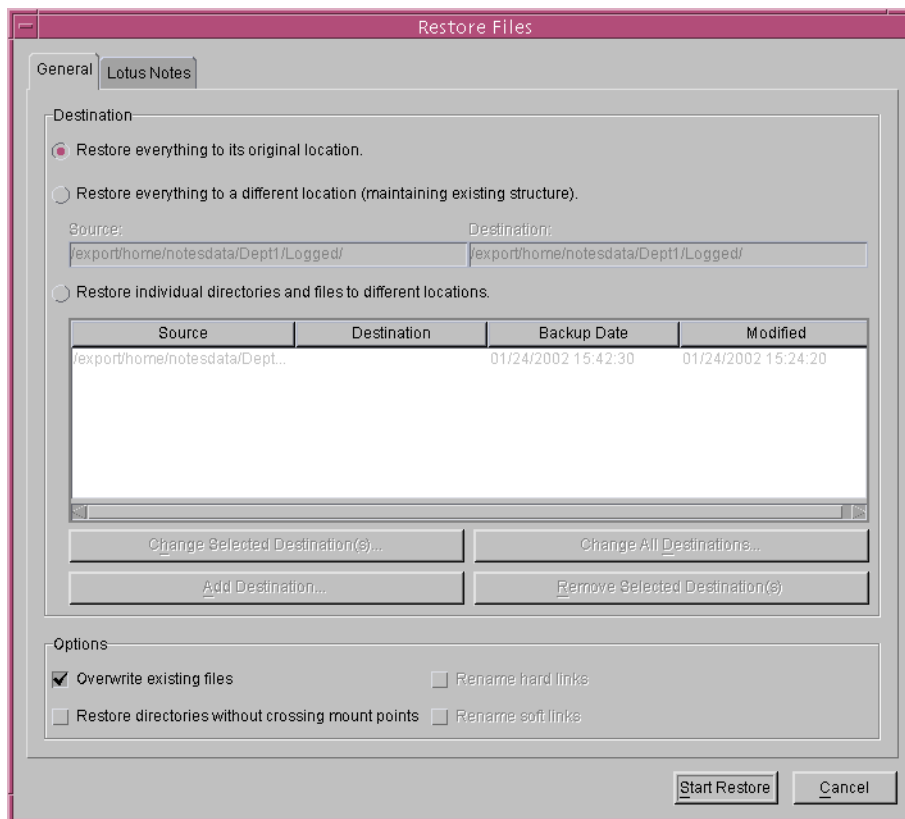 Restore Files
General Lotus Notes
Destination
Restore everything to its original location.
Restore everything to a different location (maintaining existing structure).
Source: Destination:
/export/home/notesdata/Dept1/Logged/ /export/home/notesdata/Dept1/Logged/
Restore individual directories and files to different locations.
Source Destination Backup Date Modified
/export/home/notesdata/Dept... 01/24/2002 15:42:30 01/24/2002 15:24:20
Change Selected Destination(s)... Change All Destinations...
Add Destination... Remove Selected Destination(s)
Options
Overwrite existing files Rename hard links
Restore directories without crossing mount points Rename soft links
Start Restore Cancel